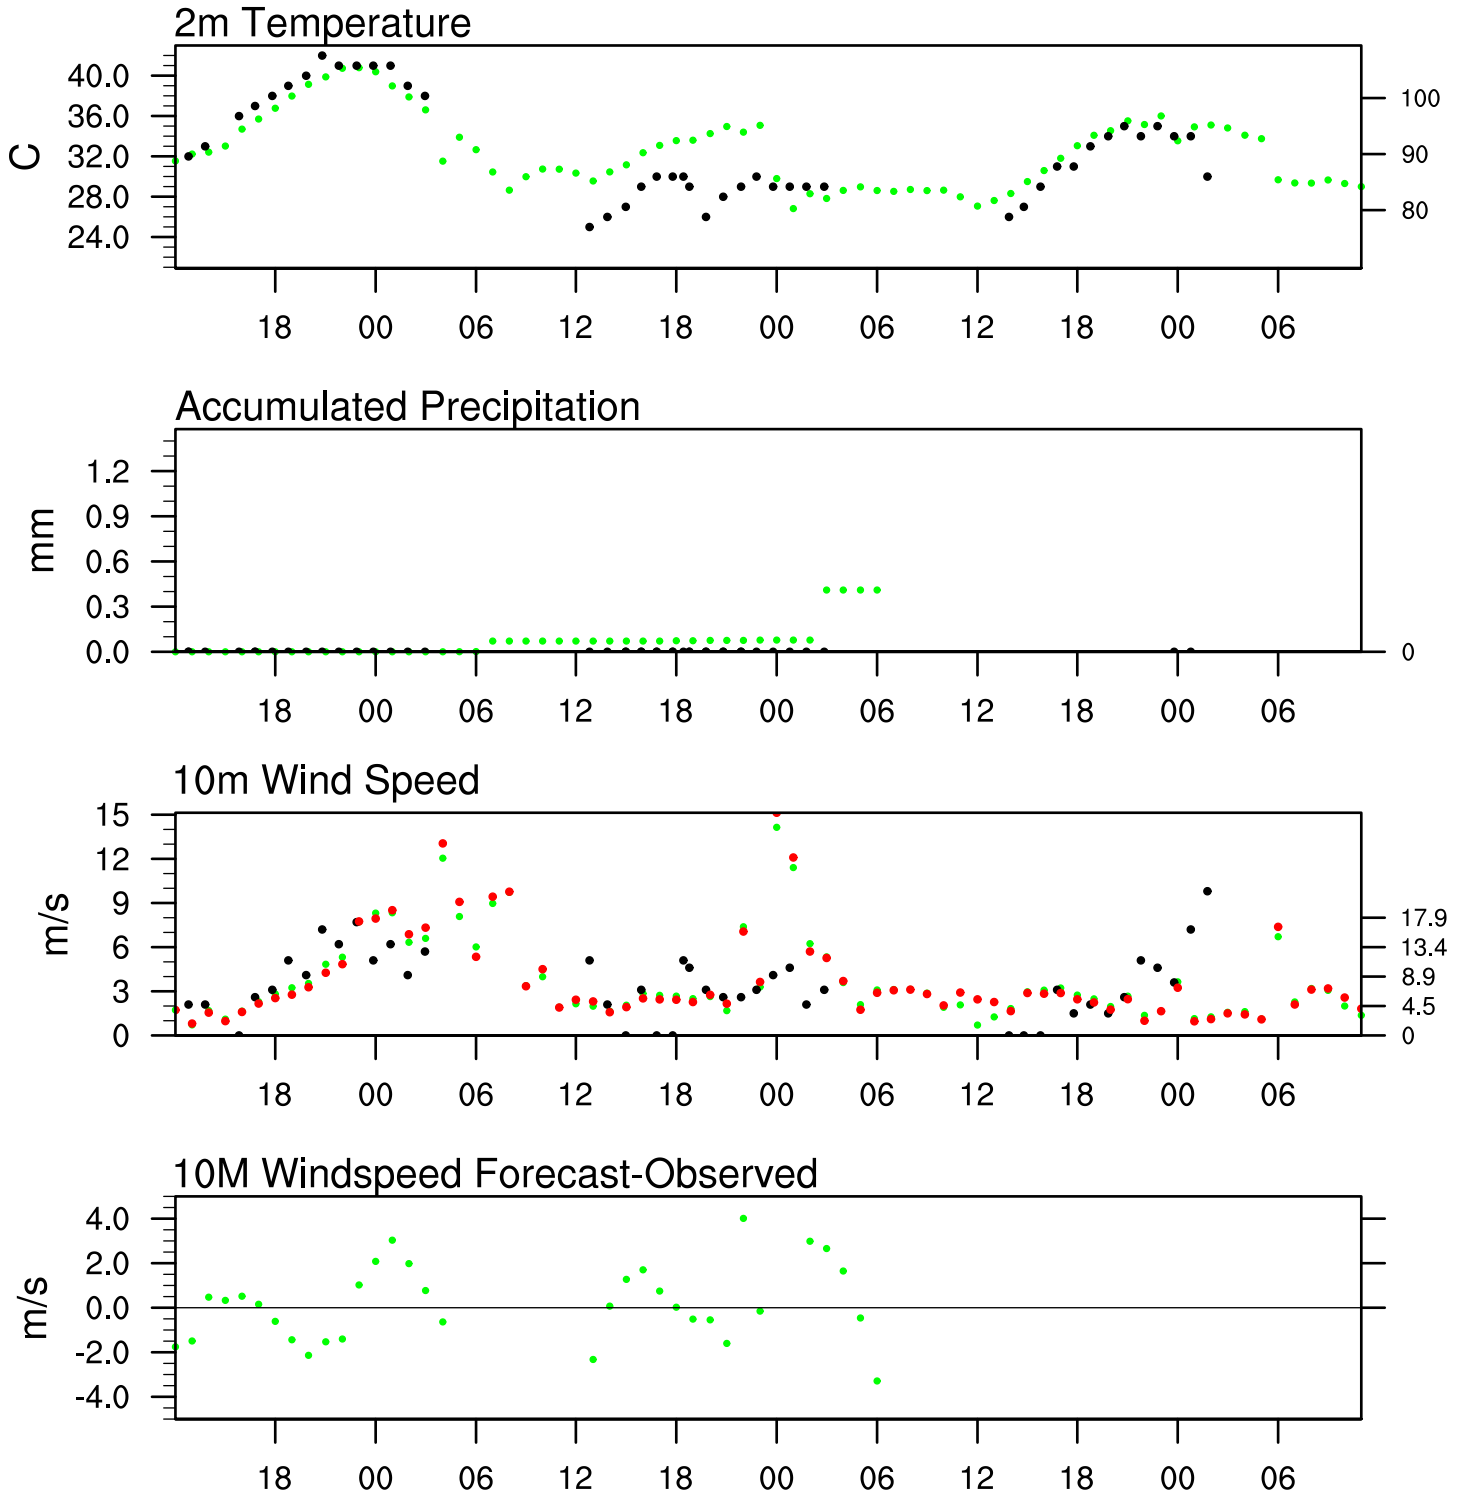 2m Temperature
40.0
36.0
32.0
28.0
24.0
C
100
90
80
18 00 06 12 18 00 06 12 18 00 06
Accumulated Precipitation
1.2
0.9
0.6
0.3
0.0
mm
0
18 00 06 12 18 00 06 12 18 00 06
10m Wind Speed
15
12
9
6
3
0
m/s
17.9
13.4
8.9
4.5
0
18 00 06 12 18 00 06 12 18 00 06
10M Windspeed Forecast-Observed
4.0
2.0
0.0
-2.0
-4.0
m/s
18 00 06 12 18 00 06 12 18 00 06